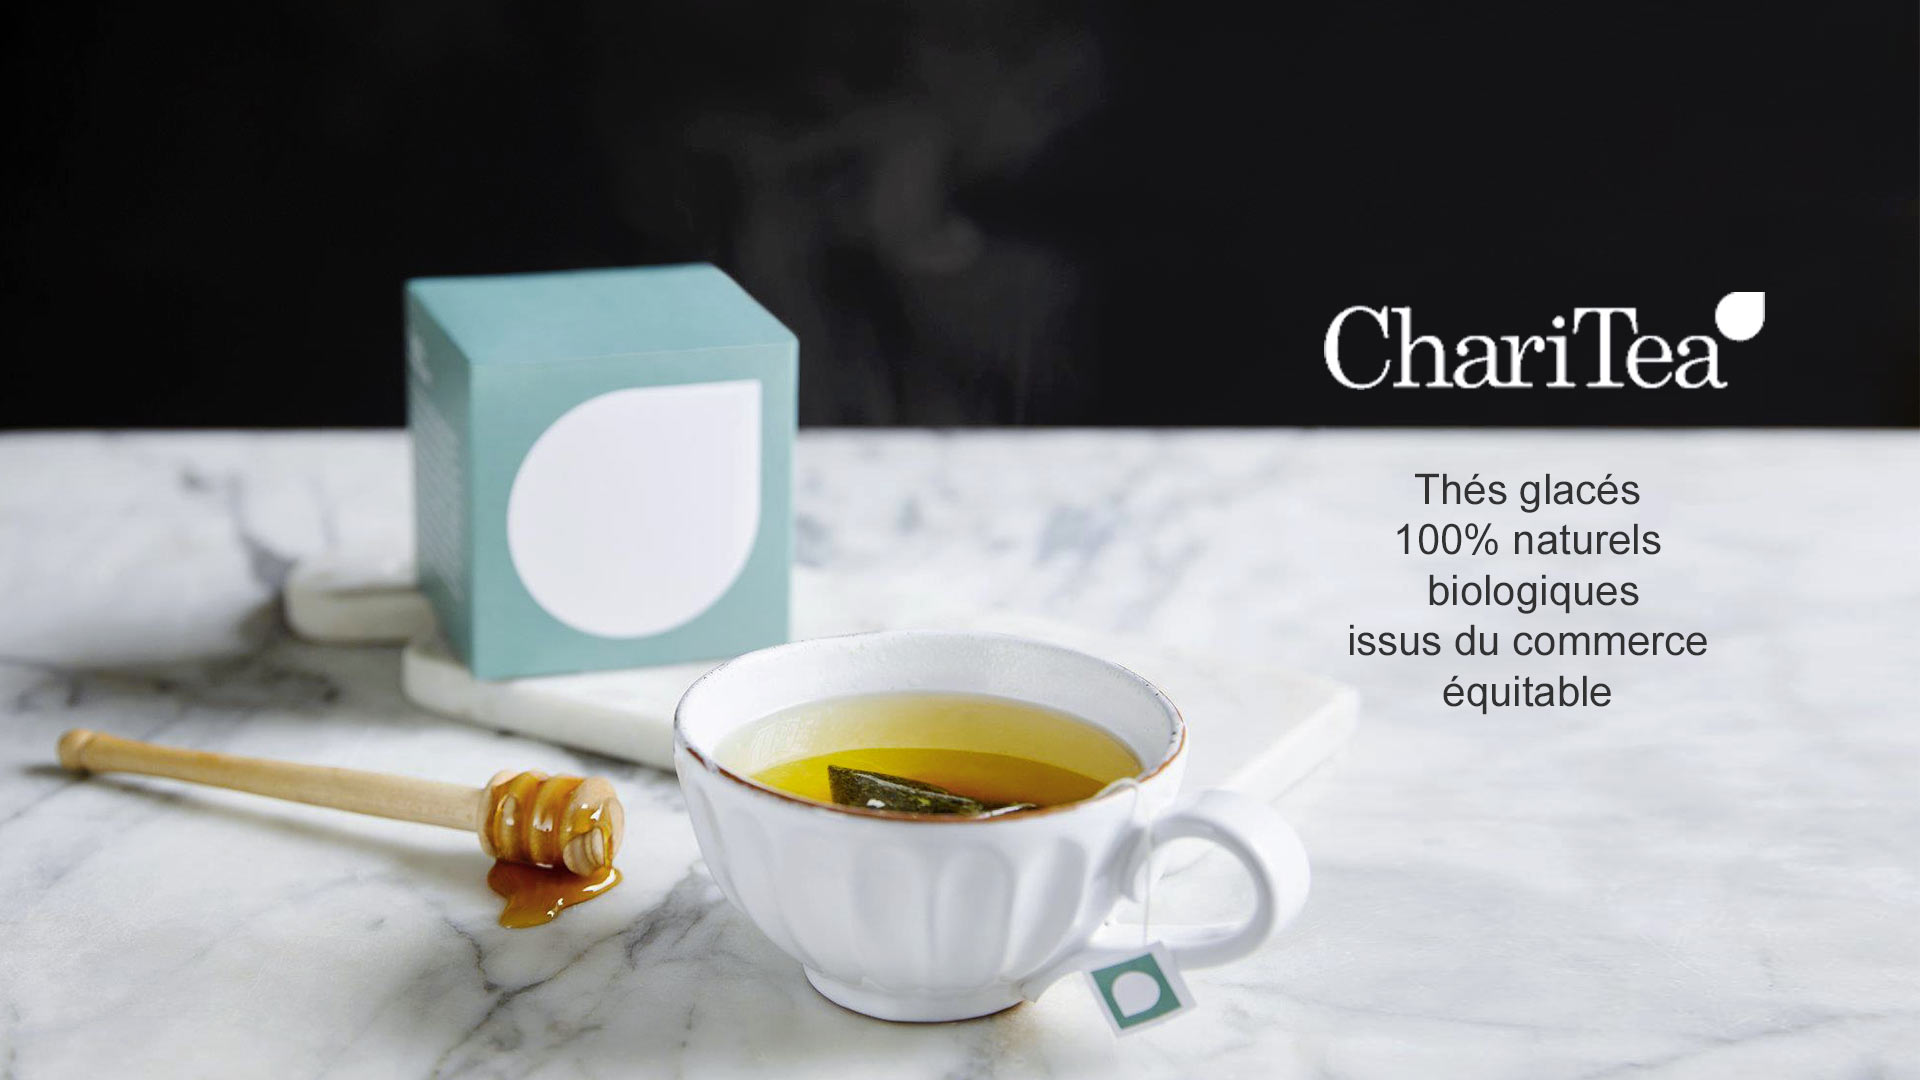 ChariTea
Thés glacés
100% naturels
biologiques
issus du commerce
équitable